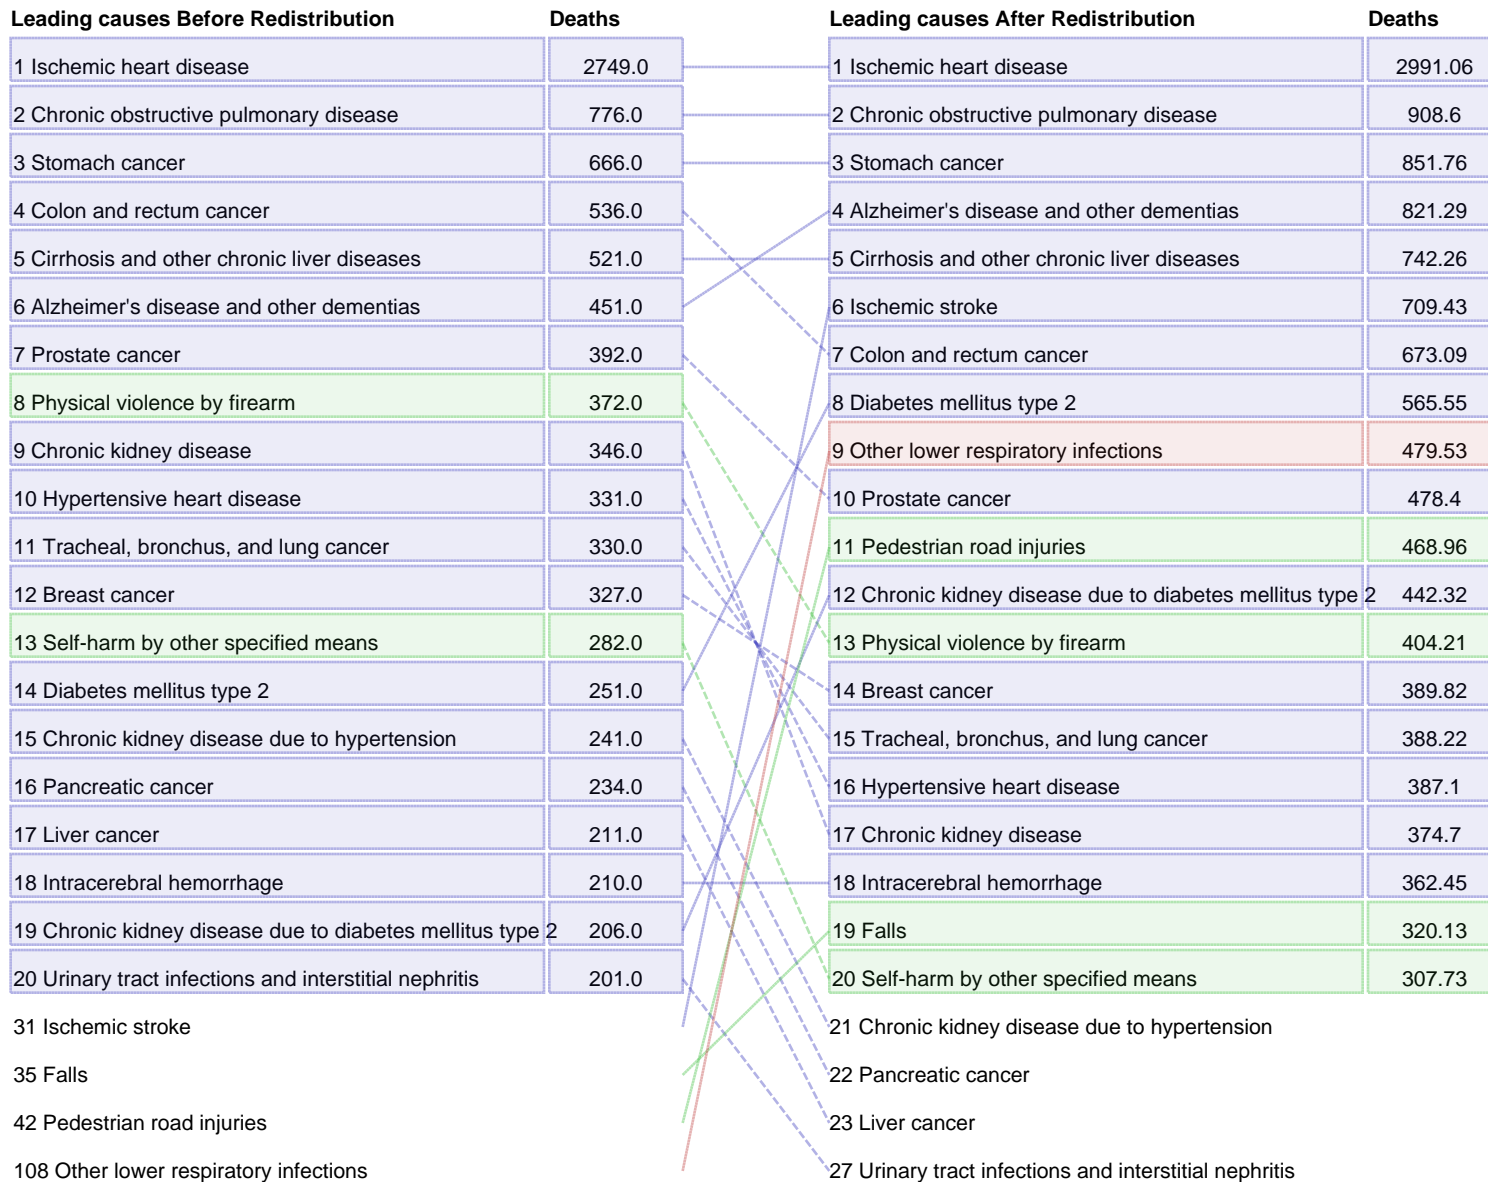 Leading causes Before Redistribution Deaths Leading causes After Redistribution Deaths
1 Ischemic heart disease 2749.0 1 Ischemic heart disease 2991.06
2 Chronic obstructive pulmonary disease 776.0 2 Chronic obstructive pulmonary disease 908.6
3 Stomach cancer 666.0 3 Stomach cancer 851.76
4 Colon and rectum cancer 536.0 4 Alzheimer's disease and other dementias 821.29
5 Cirrhosis and other chronic liver diseases 521.0 5 Cirrhosis and other chronic liver diseases 742.26
6 Alzheimer's disease and other dementias 451.0 6 Ischemic stroke 709.43
7 Prostate cancer 392.0 7 Colon and rectum cancer 673.09
8 Physical violence by firearm 372.0 8 Diabetes mellitus type 2 565.55
9 Chronic kidney disease 346.0 9 Other lower respiratory infections 479.53
10 Hypertensive heart disease 331.0 10 Prostate cancer 478.4
11 Tracheal, bronchus, and lung cancer 330.0 11 Pedestrian road injuries 468.96
12 Breast cancer 327.0 12 Chronic kidney disease due to diabetes mellitus type 2 442.32
13 Self-harm by other specified means 282.0 13 Physical violence by firearm 404.21
14 Diabetes mellitus type 2 251.0 14 Breast cancer 389.82
15 Chronic kidney disease due to hypertension 241.0 15 Tracheal, bronchus, and lung cancer 388.22
16 Pancreatic cancer 234.0 16 Hypertensive heart disease 387.1
17 Liver cancer 211.0 17 Chronic kidney disease 374.7
18 Intracerebral hemorrhage 210.0 18 Intracerebral hemorrhage 362.45
19 Chronic kidney disease due to diabetes mellitus type 2 206.0 19 Falls 320.13
20 Urinary tract infections and interstitial nephritis 201.0 20 Self-harm by other specified means 307.73
31 Ischemic stroke 21 Chronic kidney disease due to hypertension
35 Falls 22 Pancreatic cancer
42 Pedestrian road injuries 23 Liver cancer
108 Other lower respiratory infections 27 Urinary tract infections and interstitial nephritis